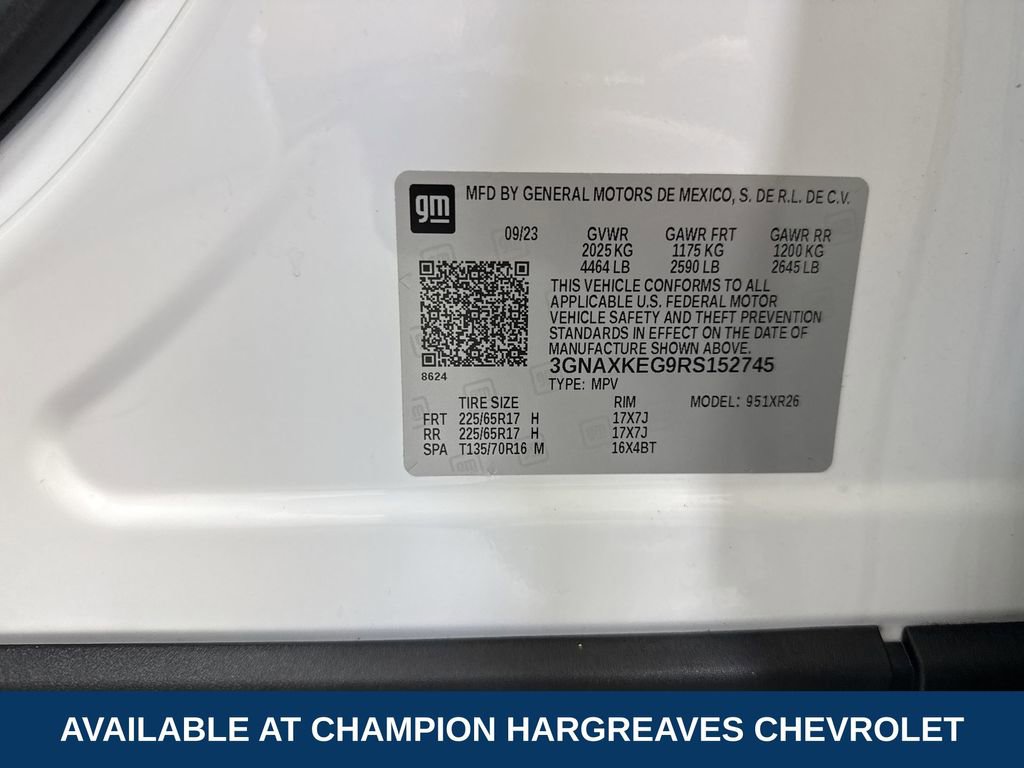 gm MFD BY GENERAL MOTORS DE MEXICO, S. DE R.L. DE C.V.
09/23 GVWR GAWR FRT GAWR RR
2025 KG 1175 KG 1200 KG
4464 LB 2590 LB 2645 LB
THIS VEHICLE CONFORMS TO ALL
APPLICABLE U.S. FEDERAL MOTOR
VEHICLE SAFETY AND THEFT PREVENTION
STANDARDS IN EFFECT ON THE DATE OF
MANUFACTURE SHOWN ABOVE.
8624 3GNAXKEG9RS152745
TYPE: MPV
TIRE SIZE RIM MODEL: 951XR26
FRT 225/65R17 H 17X7J
RR 225/65R17 H 17X7J
SPA T135/70R16 M 16X4BT
AVAILABLE AT CHAMPION HARGREAVES CHEVROLET